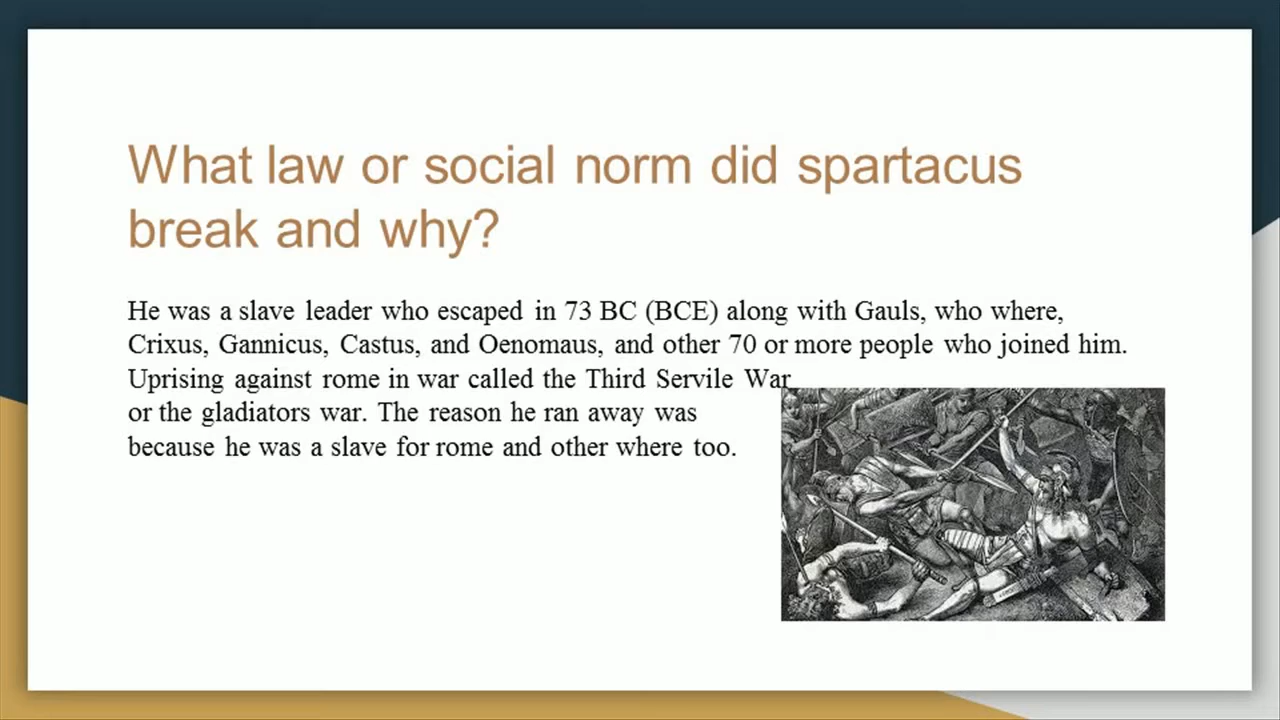 What law or social norm did spartacus
break and why?
He was a slave leader who escaped in 73 BC (BCE) along with Gauls, who where,
Crixus, Gannicus, Castus, and Oenomaus, and other 70 or more people who joined him.
Uprising against rome in war called the Third Servile War
or the gladiators war. The reason he ran away was
because he was a slave for rome and other where too.